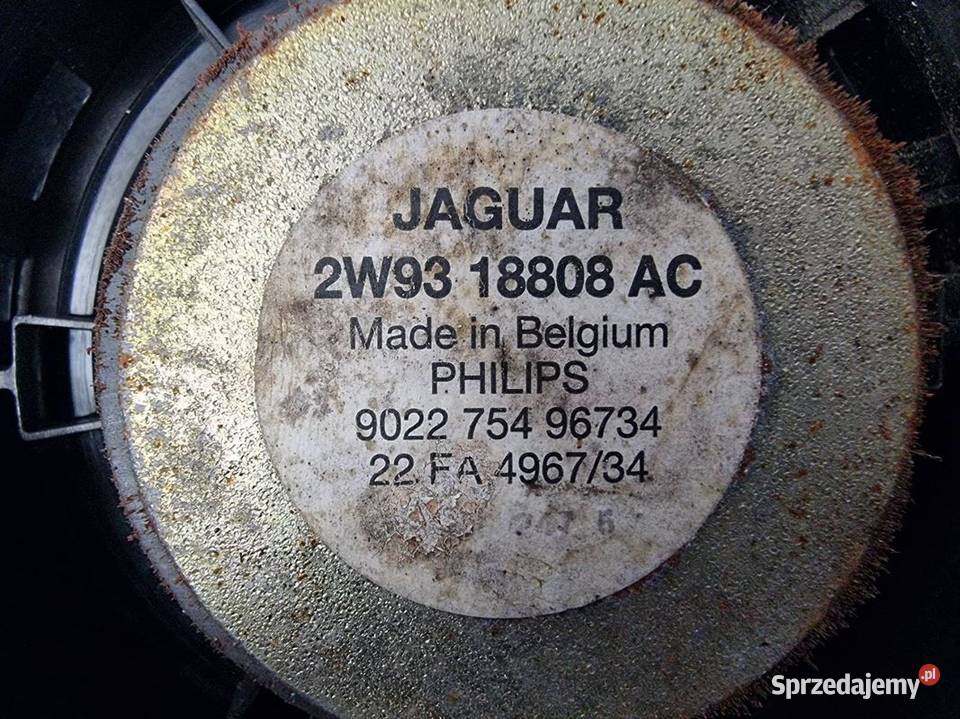 JAGUAR
2W93 18808 AC
Made in Belgium
PHILIPS
9022 754 96734
22 FA 4967/34
Sprzedajemy.pl